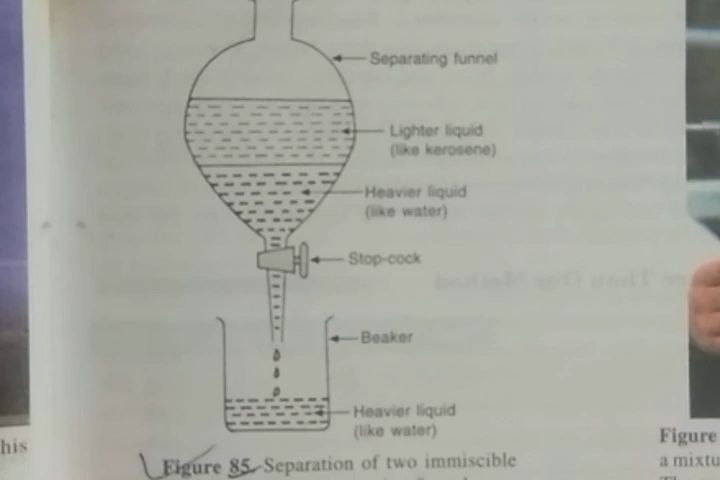 Separating funnel
Lighter liquid
(like kerosene)
Heavier liquid
(like water)
Stop-cock
Beaker
Heavier liquid
(like water)
Figure 85. Separation of two immiscible
his
Figure
a mixtu